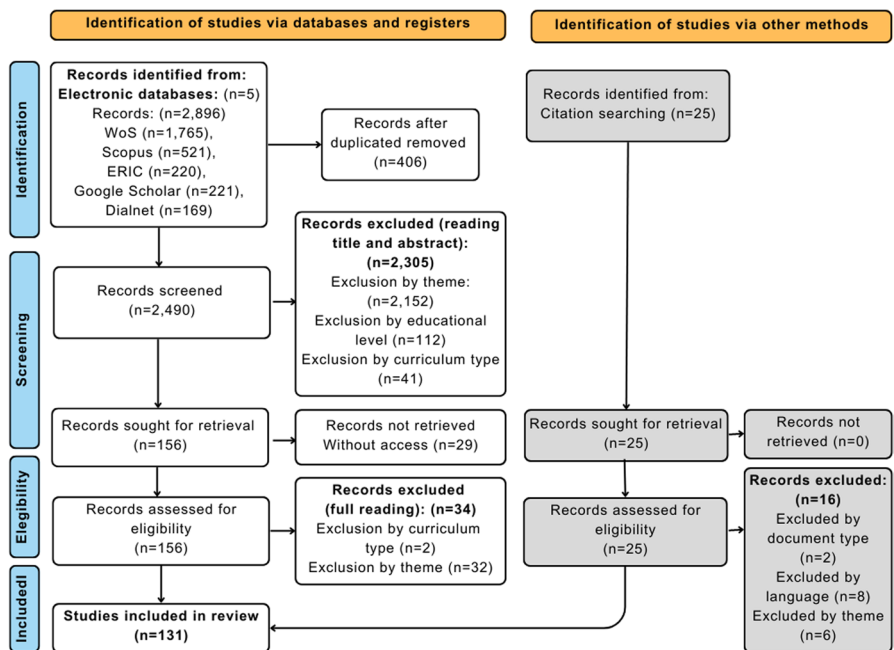 Identification of studies via databases and registers
Identification of studies via other methods
Identification
Records identified from:
Electronic databases: (n=5)
Records: (n=2,896)
WoS (n=1,765),
Scopus (n=521),
ERIC (n=220),
Google Scholar (n=221),
Dialnet (n=169)
Records after
duplicated removed
(n=406)
Records identified from:
Citation searching (n=25)
Screening
Records screened
(n=2,490)
Records excluded (reading
title and abstract):
(n=2,305)
Exclusion by theme:
(n=2,152)
Exclusion by educational
level (n=112)
Exclusion by curriculum type
(n=41)
Records sought for retrieval
(n=156)
Records not retrieved
Without access (n=29)
Records sought for retrieval
(n=25)
Records not
retrieved (n=0)
Elegibility
Records assessed for
eligibility
(n=156)
Records excluded
(full reading): (n=34)
Exclusion by curriculum
type (n=2)
Exclusion by theme (n=32)
Records assessed for
eligibility
(n=25)
Records excluded:
(n=16)
Excluded by
document type
(n=2)
Excluded by
language (n=8)
Excluded by theme
(n=6)
IncludedI
Studies included in review
(n=131)